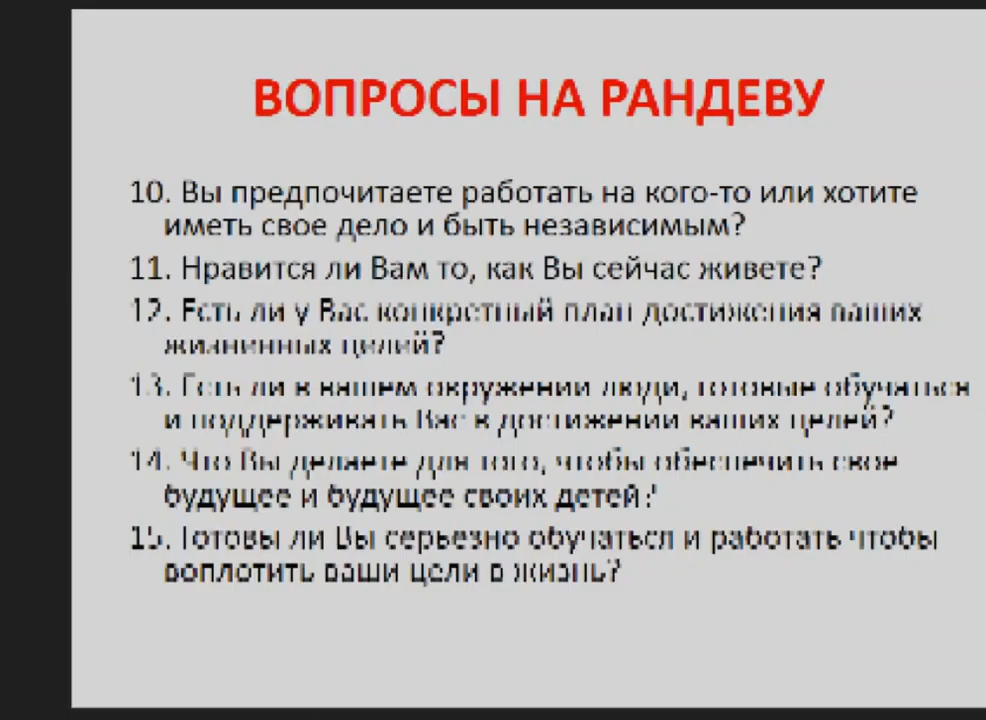 ВОПРОСЫ НА РАНДЕВУ
10. Вы предпочитаете работать на кого-то или хотите
иметь свое дело и быть независимым?
11. Нравится ли Вам то, как Вы сейчас живете?
12. Есть ли у Вас конкретный план достижения ваших
жизненных целей?
13. Есть ли в вашем окружении люди, готовые обучаться
и поддерживать Вас в достижении ваших целей?
14. Что Вы делаете для того, чтобы обеспечить свое
будущее и будущее своих детей?
15. Готовы ли Вы серьезно обучаться и работать чтобы
воплотить ваши цели в жизнь?